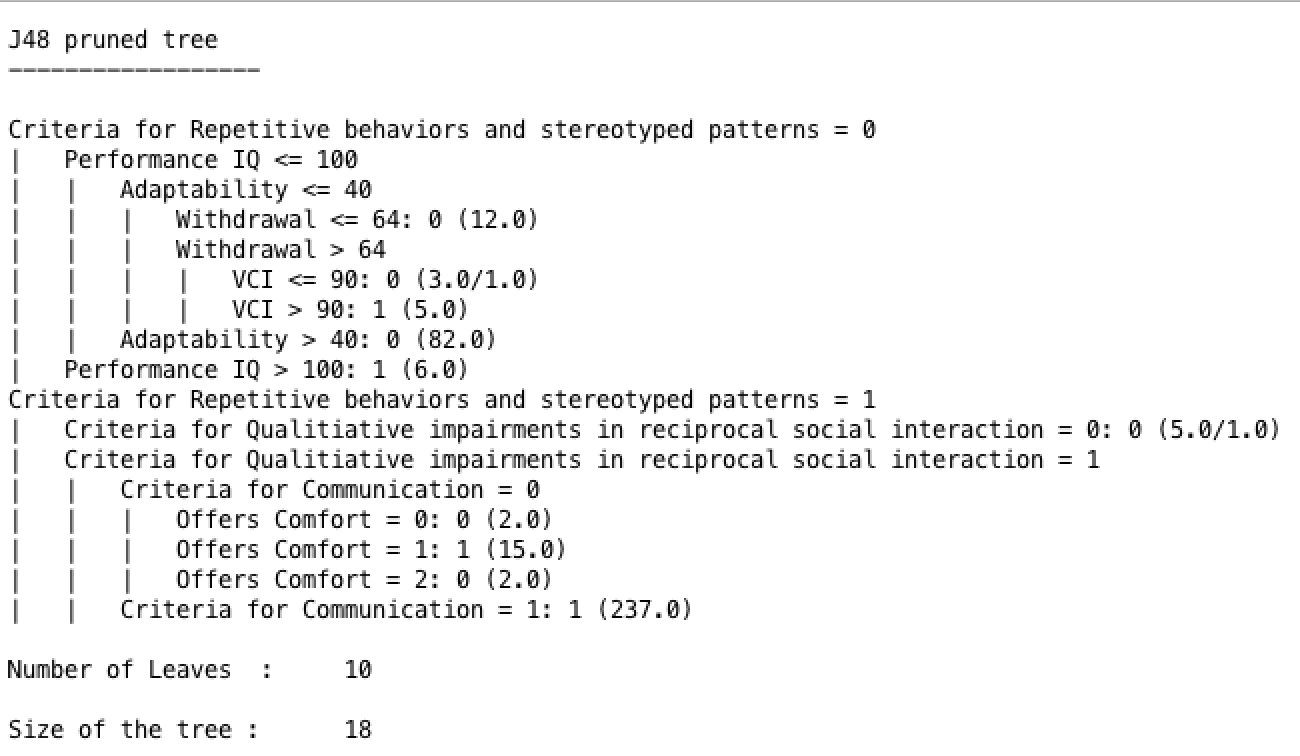 J48 pruned tree
------------------
Criteria for Repetitive behaviors and stereotyped patterns = 0
|   Performance IQ <= 100
|   |   Adaptability <= 40
|   |   |   Withdrawal <= 64: 0 (12.0)
|   |   |   Withdrawal > 64
|   |   |   |   VCI <= 90: 0 (3.0/1.0)
|   |   |   |   VCI > 90: 1 (5.0)
|   |   Adaptability > 40: 0 (82.0)
|   Performance IQ > 100: 1 (6.0)
Criteria for Repetitive behaviors and stereotyped patterns = 1
|   Criteria for Qualitiative impairments in reciprocal social interaction = 0: 0 (5.0/1.0)
|   Criteria for Qualitiative impairments in reciprocal social interaction = 1
|   |   Criteria for Communication = 0
|   |   |   Offers Comfort = 0: 0 (2.0)
|   |   |   Offers Comfort = 1: 1 (15.0)
|   |   |   Offers Comfort = 2: 0 (2.0)
|   |   Criteria for Communication = 1: 1 (237.0)
Number of Leaves  :     10
Size of the tree :      18